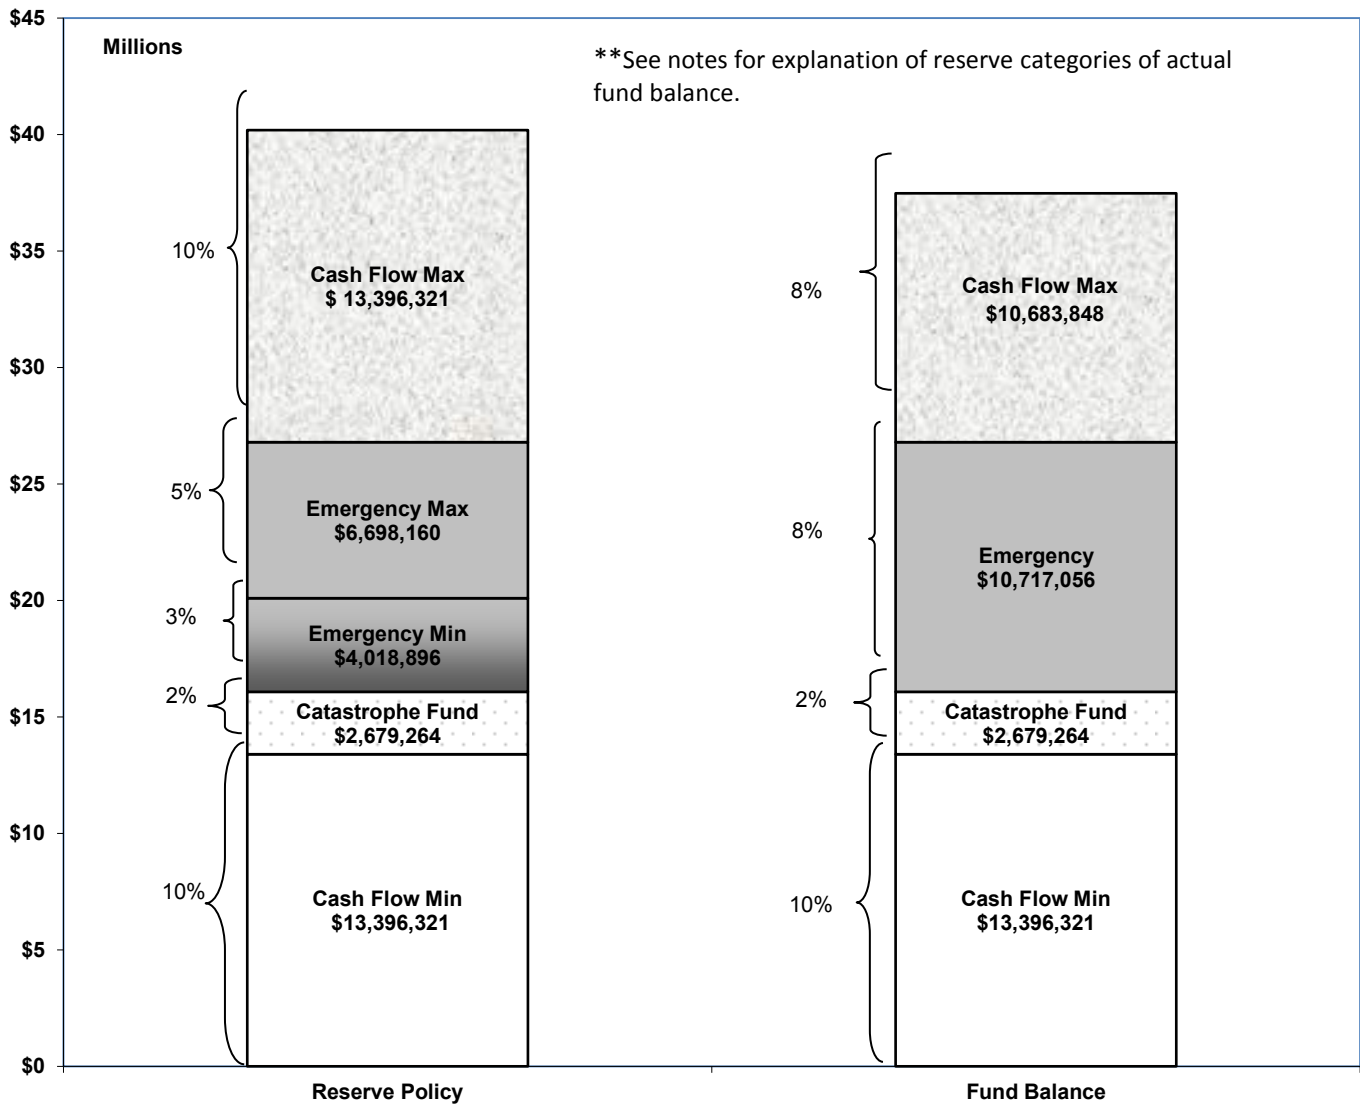 $45
Millions
**See notes for explanation of reserve categories of actual
fund balance.
$40
$35
$30
$25
$20
$15
$10
$5
$0
10%
Cash Flow Max
$ 13,396,321
5%
Emergency Max
$6,698,160
3%
Emergency Min
$4,018,896
2%
Catastrophe Fund
$2,679,264
10%
Cash Flow Min
$13,396,321
Reserve Policy
8%
Cash Flow Max
$10,683,848
8%
Emergency
$10,717,056
2%
Catastrophe Fund
$2,679,264
10%
Cash Flow Min
$13,396,321
Fund Balance